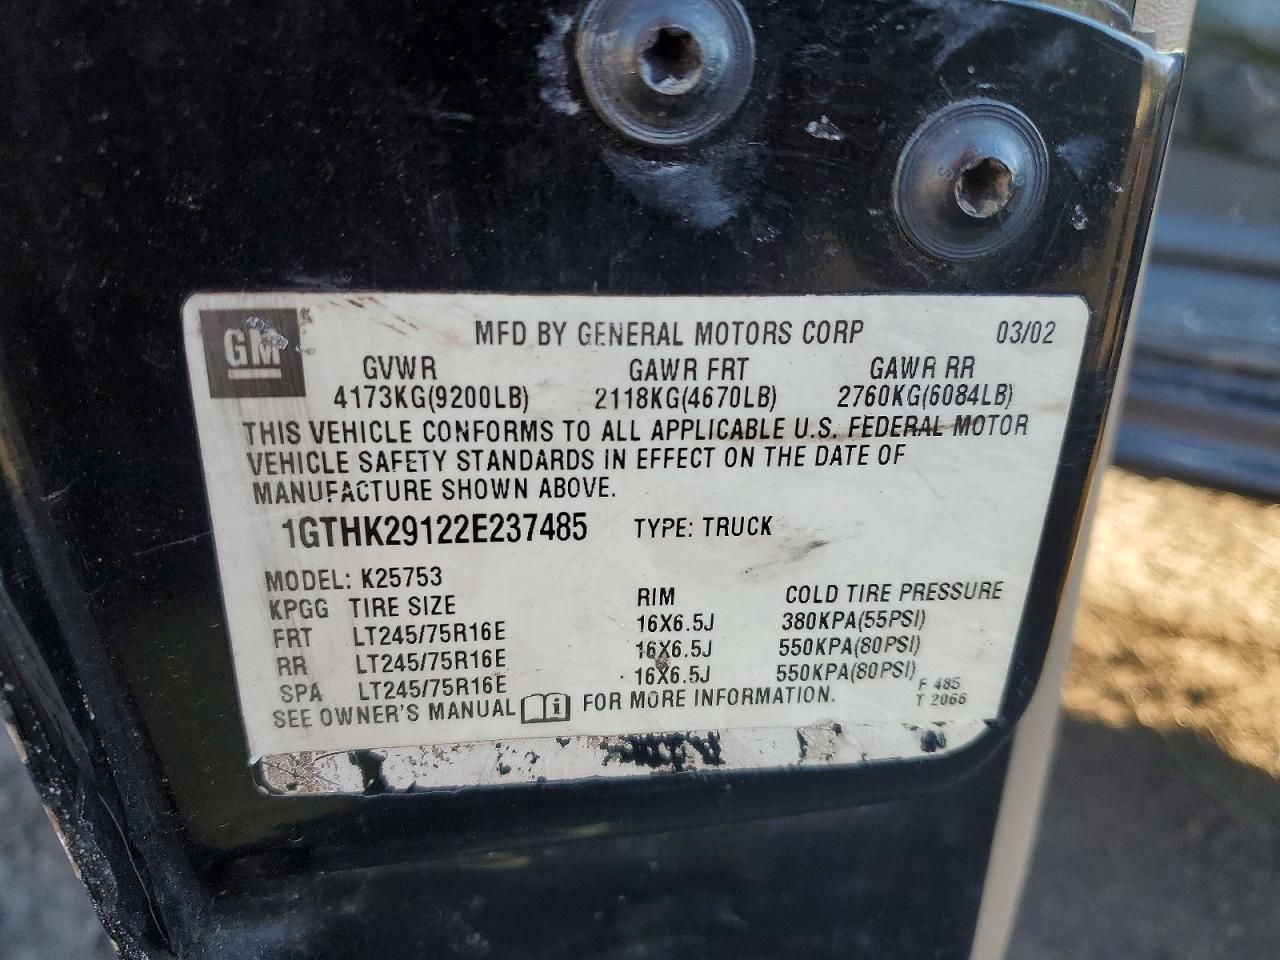 GM
MFD BY GENERAL MOTORS CORP 03/02
GVWR GAWR FRT GAWR RR
4173KG(9200LB) 2118KG(4670LB) 2760KG(6084LB)
THIS VEHICLE CONFORMS TO ALL APPLICABLE U.S. FEDERAL MOTOR
VEHICLE SAFETY STANDARDS IN EFFECT ON THE DATE OF
MANUFACTURE SHOWN ABOVE.
1GTHK29122E237485 TYPE: TRUCK
MODEL: K25753
KPGG TIRE SIZE RIM COLD TIRE PRESSURE
FRT LT245/75R16E 16X6.5J 380KPA(55PSI)
RR LT245/75R16E 16X6.5J 550KPA(80PSI)
SPA LT245/75R16E 16X6.5J 550KPA(80PSI)
SEE OWNER'S MANUAL i FOR MORE INFORMATION.
F 485
T 2066